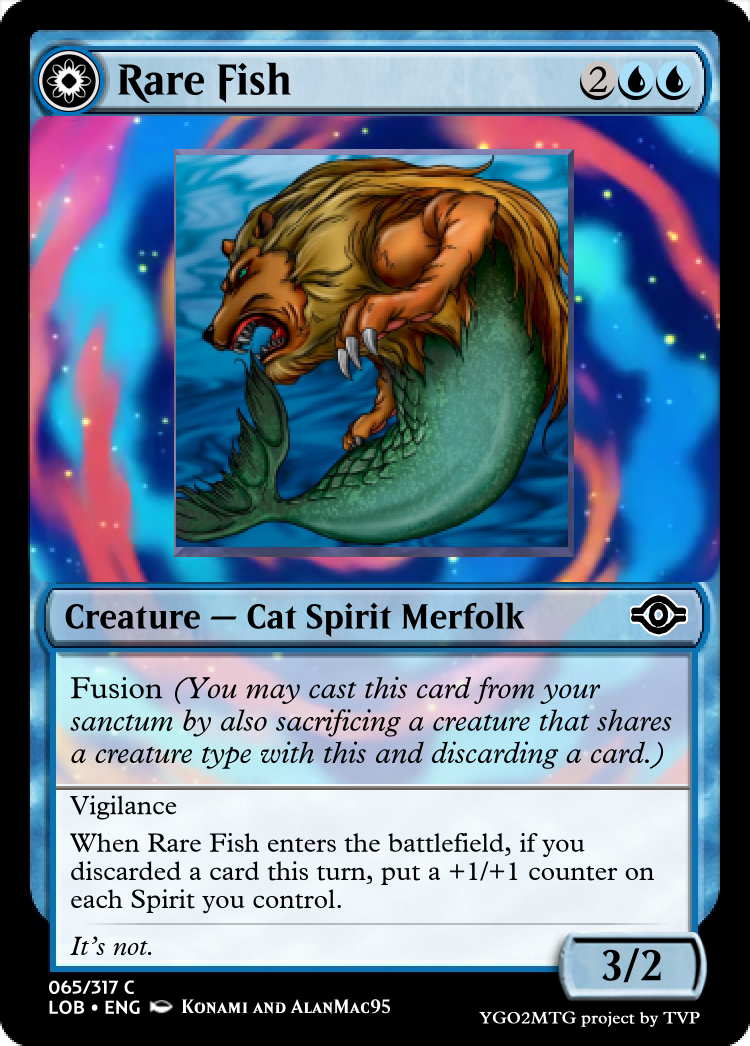 Rare Fish 2
Creature — Cat Spirit Merfolk
Fusion (You may cast this card from your
sanctum by also sacrificing a creature that shares
a creature type with this and discarding a card.)
Vigilance
When Rare Fish enters the battlefield, if you
discarded a card this turn, put a +1/+1 counter on
each Spirit you control.
It's not.
3/2
065/317 C
LOB • ENG KONAMI AND ALANMAC95
YGO2MTG project by TVP